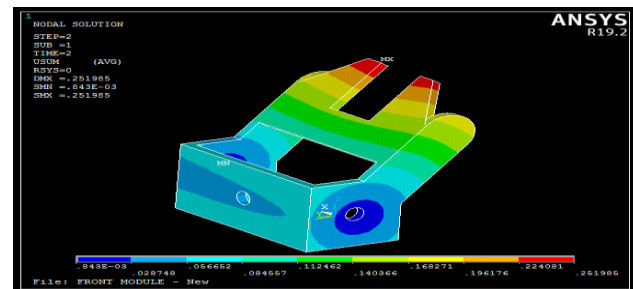 1
NODAL SOLUTION
STEP=2
SUB =1
TIME=2
USUM (AVG)
RSYS=0
DMX =.251985
SMN =.843E-03
SMX =.251985
ANSYS
R19.2
MX
MN
X
Y
.843E-03 .056652 .112462 .168271 .224081
.028748 .084557 .140366 .196176 .251985
File: FRONT MODULE - New